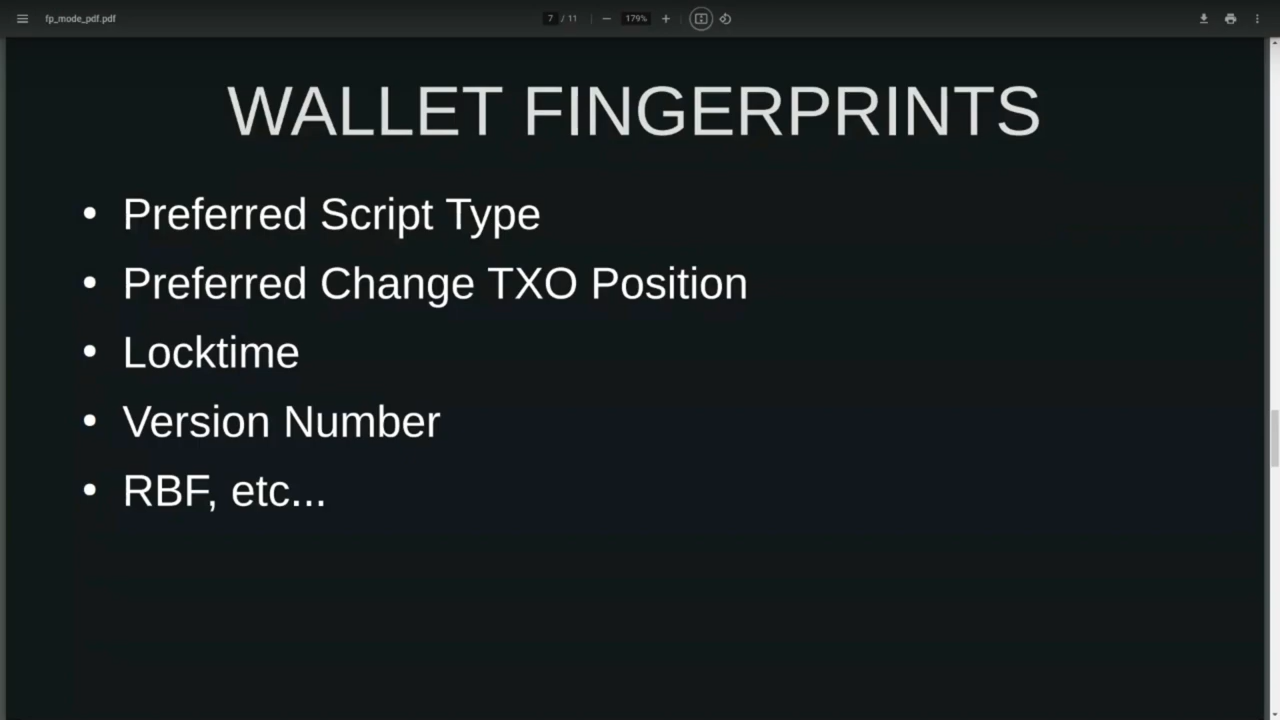 fp_mode_pdf.pdf
7 / 11
179%
WALLET FINGERPRINTS
• Preferred Script Type
• Preferred Change TXO Position
• Locktime
• Version Number
• RBF, etc...